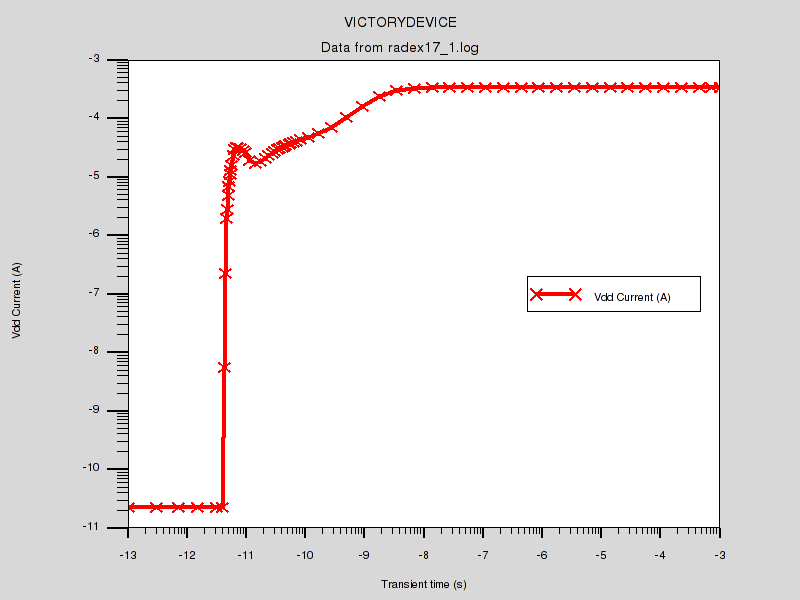 VICTORYDEVICE
Data from radex17_1.log
-3
-4
-5
-6
-7
-8
-9
-10
-11
Vdd Current (A)
Vdd Current (A)
-13 -12 -11 -10 -9 -8 -7 -6 -5 -4 -3
Transient time (s)